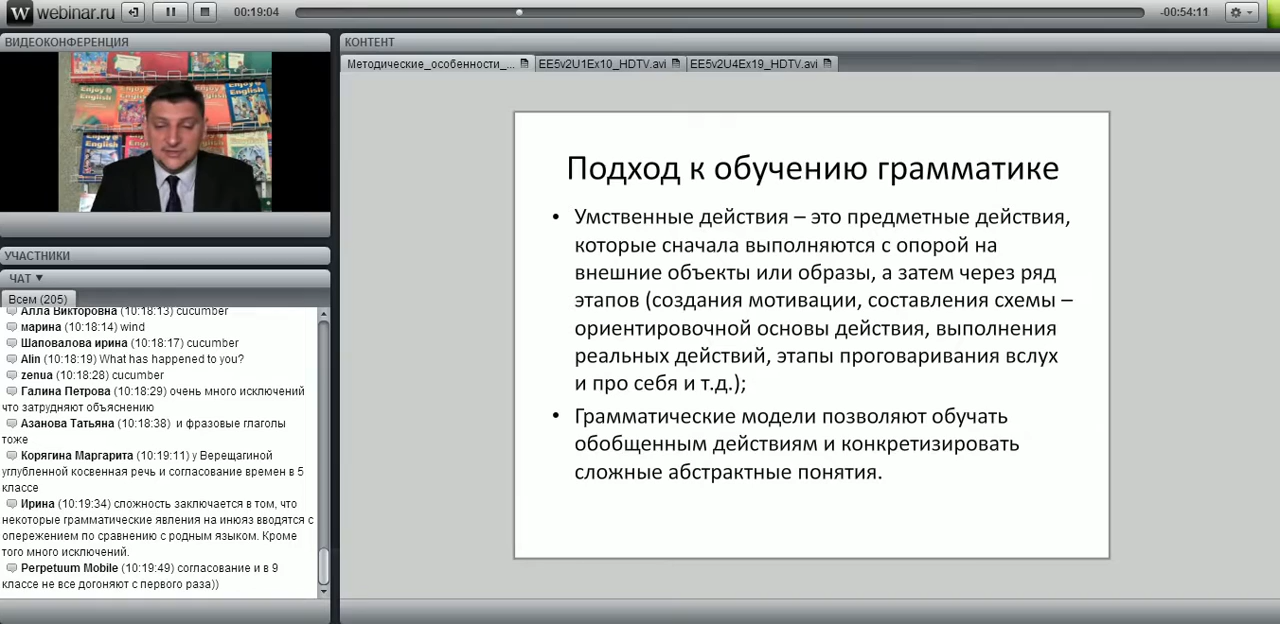 webinar.ru
00:19:04
-00:54:11
ВИДЕОКОНФЕРЕНЦИЯ
Enjoy
English
Enjoy
English
УЧАСТНИКИ
ЧАТ
Всем (205)
Алла Викторовна (10:18:13) cucumber
марина (10:18:14) wind
Шаповалова ирина (10:18:17) cucumber
Alin (10:18:19) What has happened to you?
zenua (10:18:28) cucumber
Галина Петрова (10:18:29) очень много исключений
что затрудняют объяснению
Азанова Татьяна (10:18:38) и фразовые глаголы
тоже
Корягина Маргарита (10:19:11) у Верещагиной
углубленной косвенная речь и согласование времен в 5
классе
Ирина (10:19:34) сложность заключается в том, что
некоторые грамматические явления на инюяз вводятся с
опережением по сравнению с родным языком. Кроме
того много исключений.
Perpetuum Mobile (10:19:49) согласование и в 9
классе не все догоняют с первого раза))
КОНТЕНТ
Методические_особенности_...
EE5v2U1Ex10_HDTV.avi
EE5v2U4Ex19_HDTV.avi
Подход к обучению грамматике
• Умственные действия – это предметные действия,
которые сначала выполняются с опорой на
внешние объекты или образы, а затем через ряд
этапов (создания мотивации, составления схемы –
ориентировочной основы действия, выполнения
реальных действий, этапы проговаривания вслух
и про себя и т.д.);
• Грамматические модели позволяют обучать
обобщенным действиям и конкретизировать
сложные абстрактные понятия.